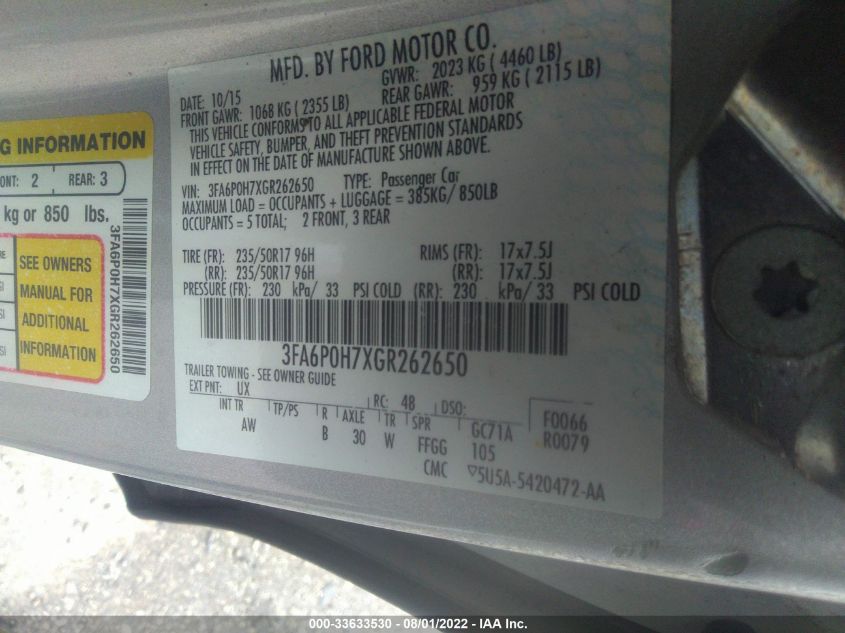 MFD. BY FORD MOTOR CO.
DATE: 10/15 GVWR: 2023 KG ( 4460 LB)
FRONT GAWR: 1068 KG ( 2355 LB) REAR GAWR: 959 KG ( 2115 LB)
THIS VEHICLE CONFORMS TO ALL APPLICABLE FEDERAL MOTOR
VEHICLE SAFETY, BUMPER, AND THEFT PREVENTION STANDARDS
IN EFFECT ON THE DATE OF MANUFACTURE SHOWN ABOVE.
VIN: 3FA6P0H7XGR262650 TYPE: Passenger Car
MAXIMUM LOAD = OCCUPANTS + LUGGAGE = 385KG/ 850LB
OCCUPANTS = 5 TOTAL; 2 FRONT, 3 REAR
TIRE (FR): 235/50R17 96H RIMS (FR): 17x7.5J
(RR): 235/50R17 96H (RR): 17x7.5J
PRESSURE (FR): 230 kPa/ 33 PSI COLD (RR): 230 kPa/ 33 PSI COLD
3FA6P0H7XGR262650
TRAILER TOWING - SEE OWNER GUIDE
EXT PNT: UX RC: 48 DSO: F0066
INT TR TP/PS R AXLE TR SPR GC71A R0079
AW B 30 W FFGG 105
CMC ▽5U5A-5420472-AA
INFORMATION
2 REAR: 3
kg or 850 lbs.
SEE OWNERS
MANUAL FOR
ADDITIONAL
INFORMATION
3FA6P0H7XGR262650
000-33633530 - 08/01/2022 - IAA Inc.